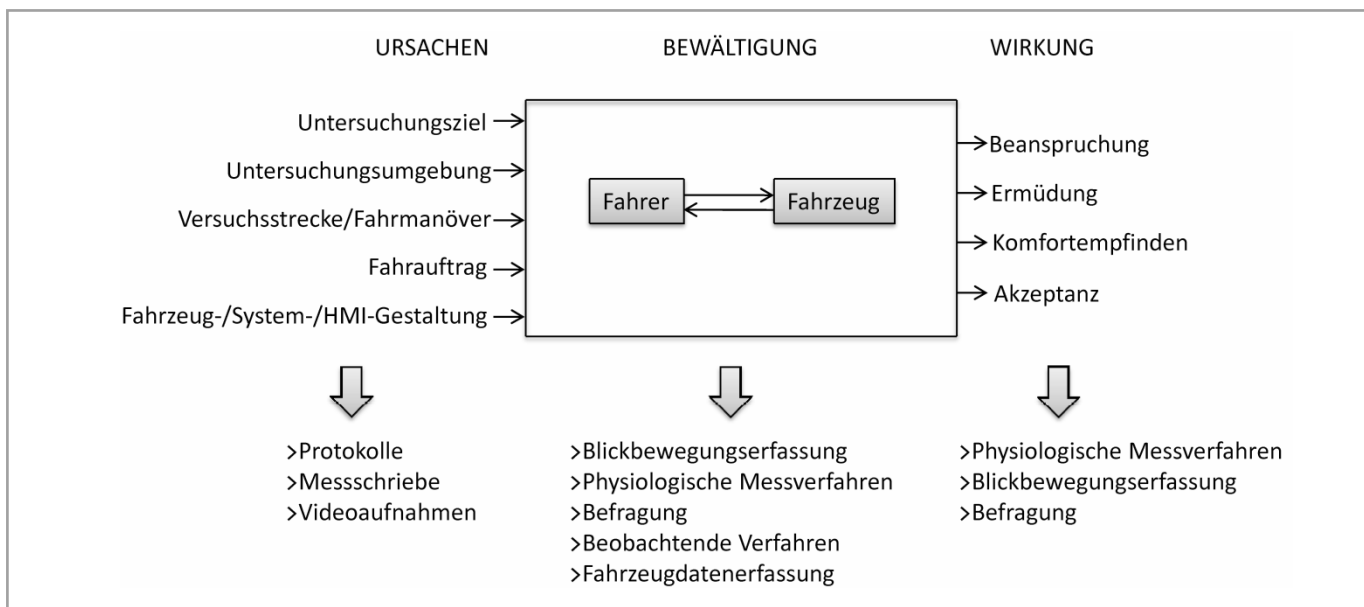 URSACHEN
BEWÄLTIGUNG
WIRKUNG
Untersuchungsziel
Untersuchungsumgebung
Versuchsstrecke/Fahrmanöver
Fahrauftrag
Fahrzeug-/System-/HMI-Gestaltung
Fahrer
Fahrzeug
Beanspruchung
Ermüdung
Komfortempfinden
Akzeptanz
>Protokolle
>Messschriebe
>Videoaufnahmen
>Blickbewegungserfassung
>Physiologische Messverfahren
>Befragung
>Beobachtende Verfahren
>Fahrzeugdatenerfassung
>Physiologische Messverfahren
>Blickbewegungserfassung
>Befragung